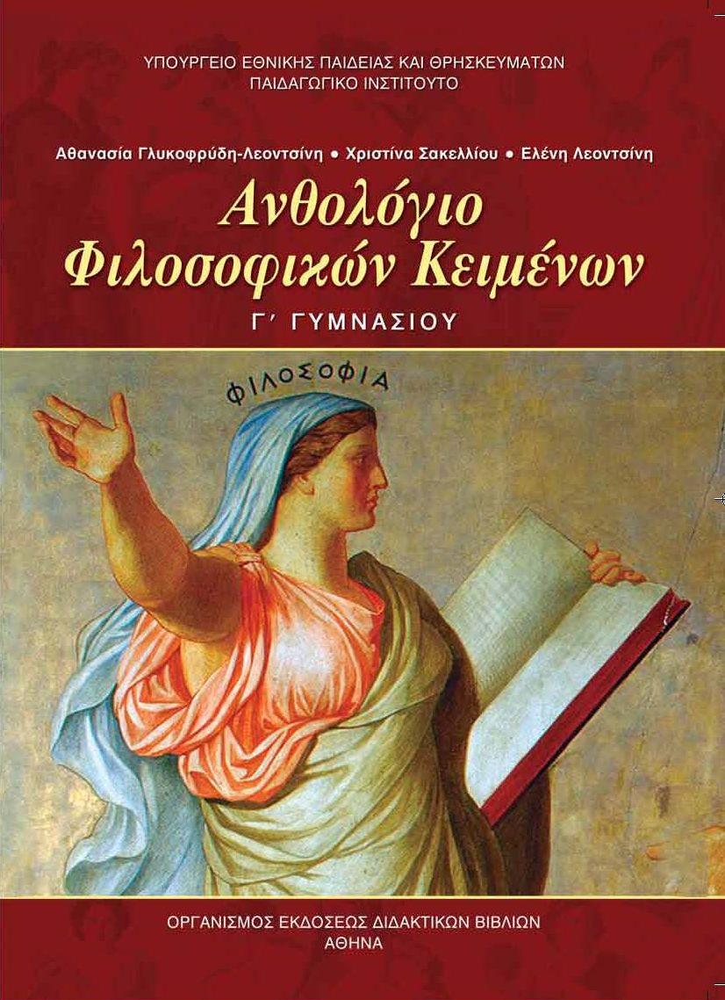 ΥΠΟΥΡΓΕΙΟ ΕΘΝΙΚΗΣ ΠΑΙΔΕΙΑΣ ΚΑΙ ΘΡΗΣΚΕΥΜΑΤΩΝ
ΠΑΙΔΑΓΩΓΙΚΟ ΙΝΣΤΙΤΟΥΤΟ
Αθανασία Γλυκοφρύδη-Λεοντσίνη • Χριστίνα Σακελλίου • Ελένη Λεοντσίνη
Ανθολόγιο
Φιλοσοφικών Κειμένων
Γ' ΓΥΜΝΑΣΙΟΥ
ΦΙΛΟΣΟΦΙΑ
ΟΡΓΑΝΙΣΜΟΣ ΕΚΔΟΣΕΩΣ ΔΙΔΑΚΤΙΚΩΝ ΒΙΒΛΙΩΝ
ΑΘΗΝΑ